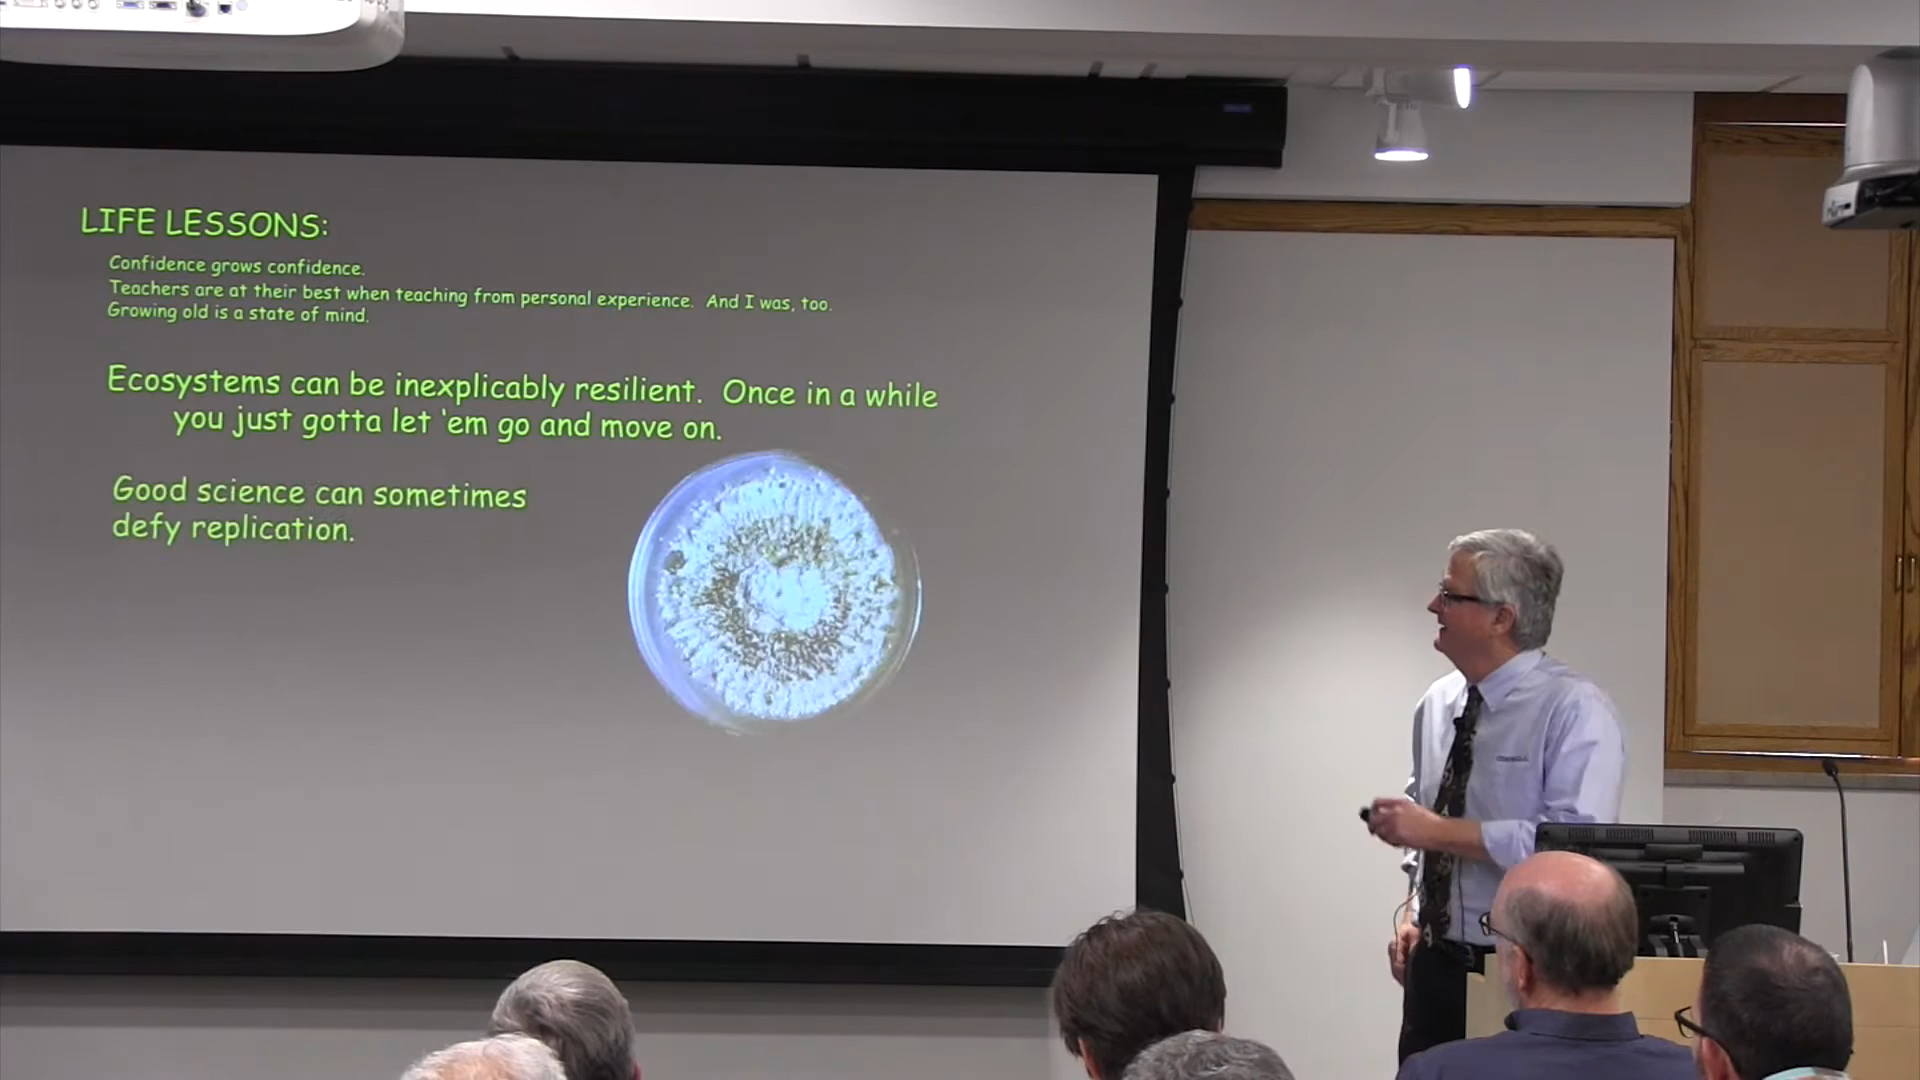 LIFE LESSONS:
Confidence grows confidence.
Teachers are at their best when teaching from personal experience. And I was, too.
Growing old is a state of mind.
Ecosystems can be inexplicably resilient. Once in a while
you just gotta let 'em go and move on.
Good science can sometimes
defy replication.